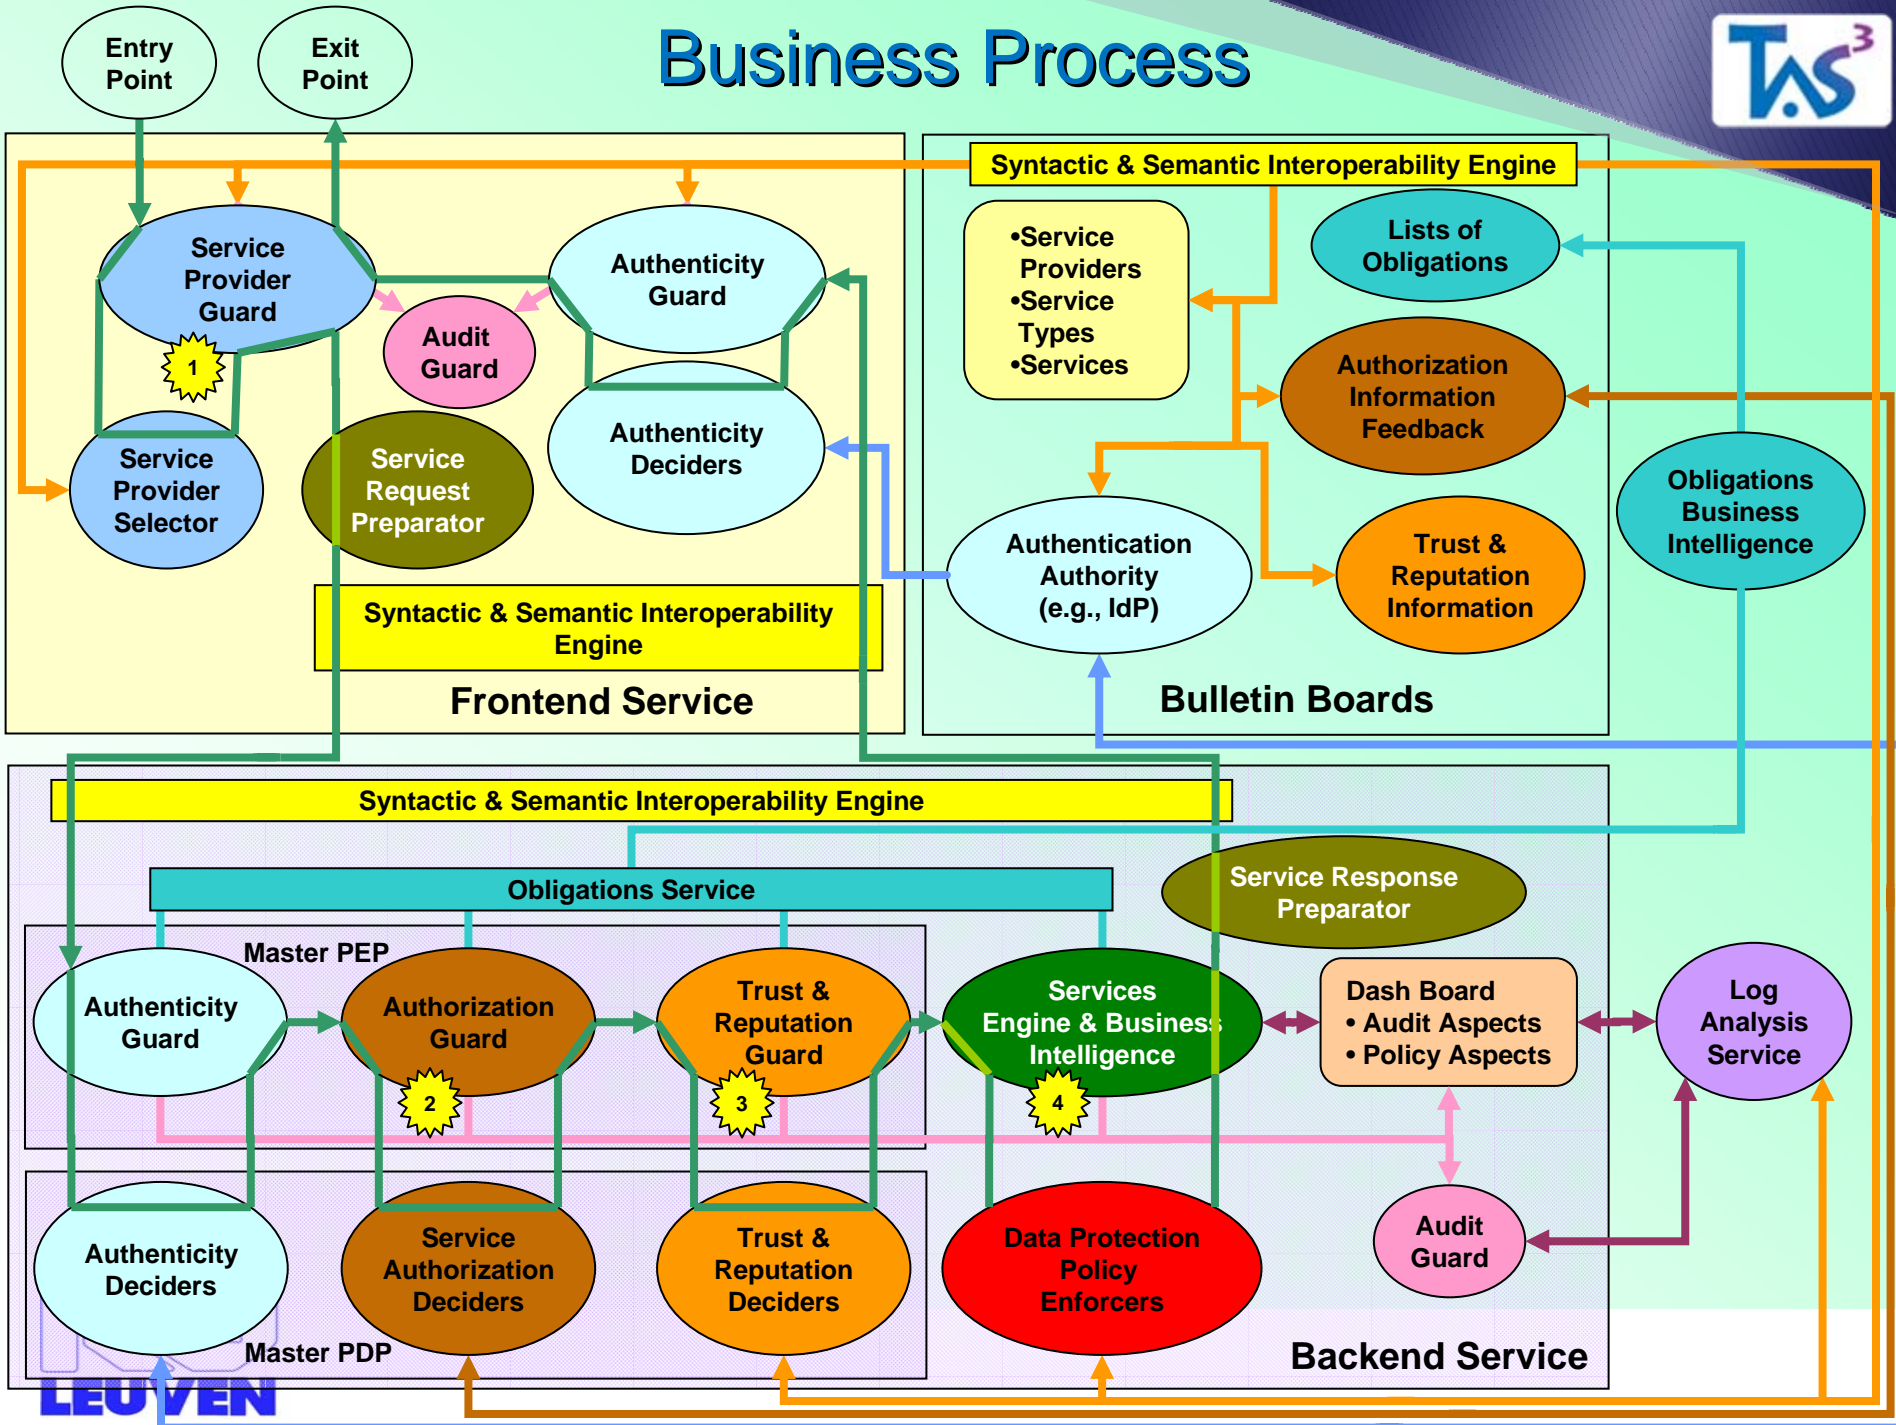 Business Process
TAS3
Entry
Point
Exit
Point
Syntactic & Semantic Interoperability Engine
Service
Provider
Guard
1
Audit
Guard
Authenticity
Guard
Authenticity
Deciders
Service
Provider
Selector
Service
Request
Preparator
Syntactic & Semantic Interoperability
Engine
Frontend Service
•Service
Providers
•Service
Types
•Services
Lists of
Obligations
Authorization
Information
Feedback
Authentication
Authority
(e.g., IdP)
Trust &
Reputation
Information
Bulletin Boards
Obligations
Business
Intelligence
Syntactic & Semantic Interoperability Engine
Obligations Service
Service Response
Preparator
Master PEP
Authenticity
Guard
Authorization
Guard
2
Trust &
Reputation
Guard
3
Services
Engine & Business
Intelligence
4
Dash Board
• Audit Aspects
• Policy Aspects
Log
Analysis
Service
Authenticity
Deciders
Service
Authorization
Deciders
Trust &
Reputation
Deciders
Data Protection
Policy
Enforcers
Audit
Guard
Master PDP
Backend Service
LEUVEN